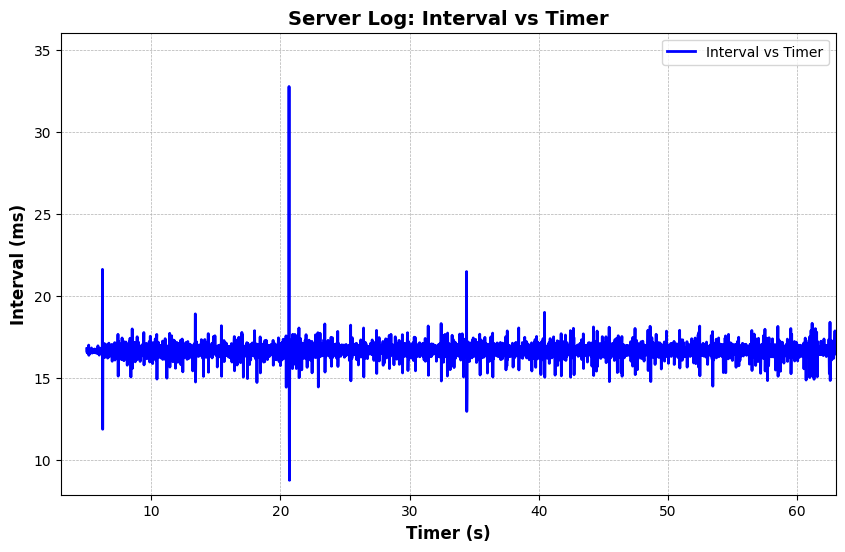 Server Log: Interval vs Timer
Interval vs Timer
35
30
25
20
15
10
Interval (ms)
10 20 30 40 50 60
Timer (s)